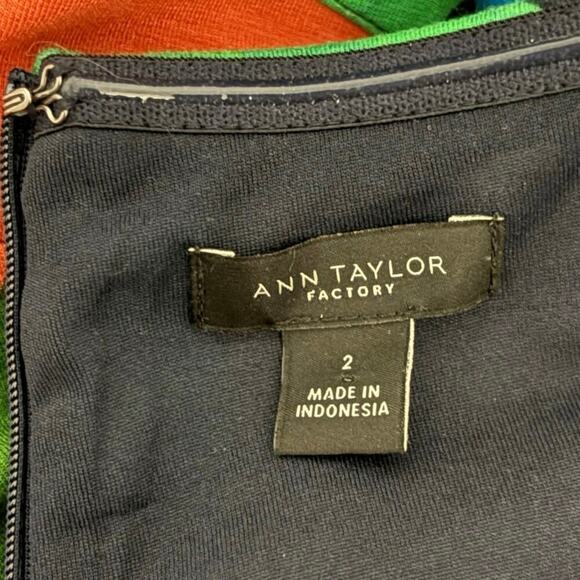 ANN TAYLOR
FACTORY
2
MADE IN
INDONESIA